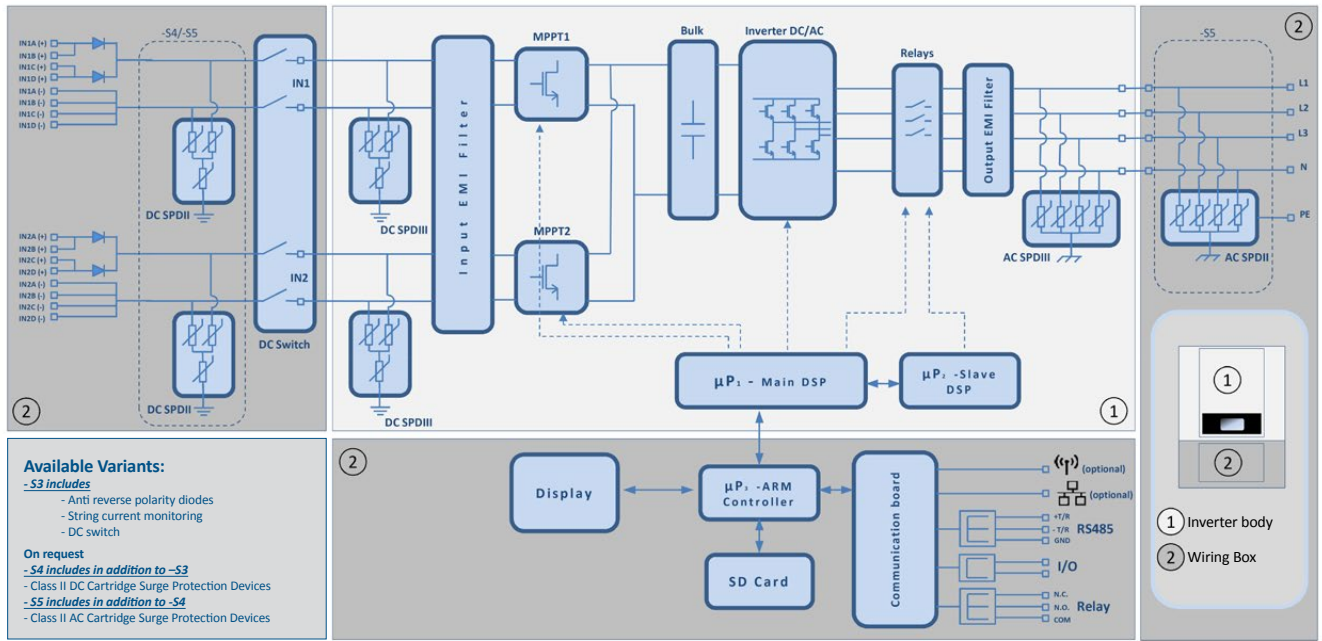 -S4/-S5
IN1A (+)
IN1B (+)
IN1C (+)
IN1D (+)
IN1A (-)
IN1B (-)
IN1C (-)
IN1D (-)
IN1
DC SPDII
IN2A (+)
IN2B (+)
IN2C (+)
IN2D (+)
IN2A (-)
IN2B (-)
IN2C (-)
IN2D (-)
IN2
DC Switch
DC SPDII
2
DC SPDIII
DC SPDIII
Input EMI Filter
MPPT1
MPPT2
Bulk
Inverter DC/AC
Relays
Output EMI Filter
AC SPDIII
µP₁ - Main DSP
µP₂ -Slave
DSP
1
2
-S5
L1
L2
L3
N
PE
AC SPDII
1
2
1 Inverter body
2 Wiring Box
Available Variants:
- S3 includes
- Anti reverse polarity diodes
- String current monitoring
- DC switch
On request
- S4 includes in addition to –S3
- Class II DC Cartridge Surge Protection Devices
- S5 includes in addition to -S4
- Class II AC Cartridge Surge Protection Devices
2
Display
µP₃ -ARM
Controller
SD Card
Communication board
(optional)
(optional)
+T/R
- T/R
GND
RS485
I/O
N.C.
N.O.
COM
Relay